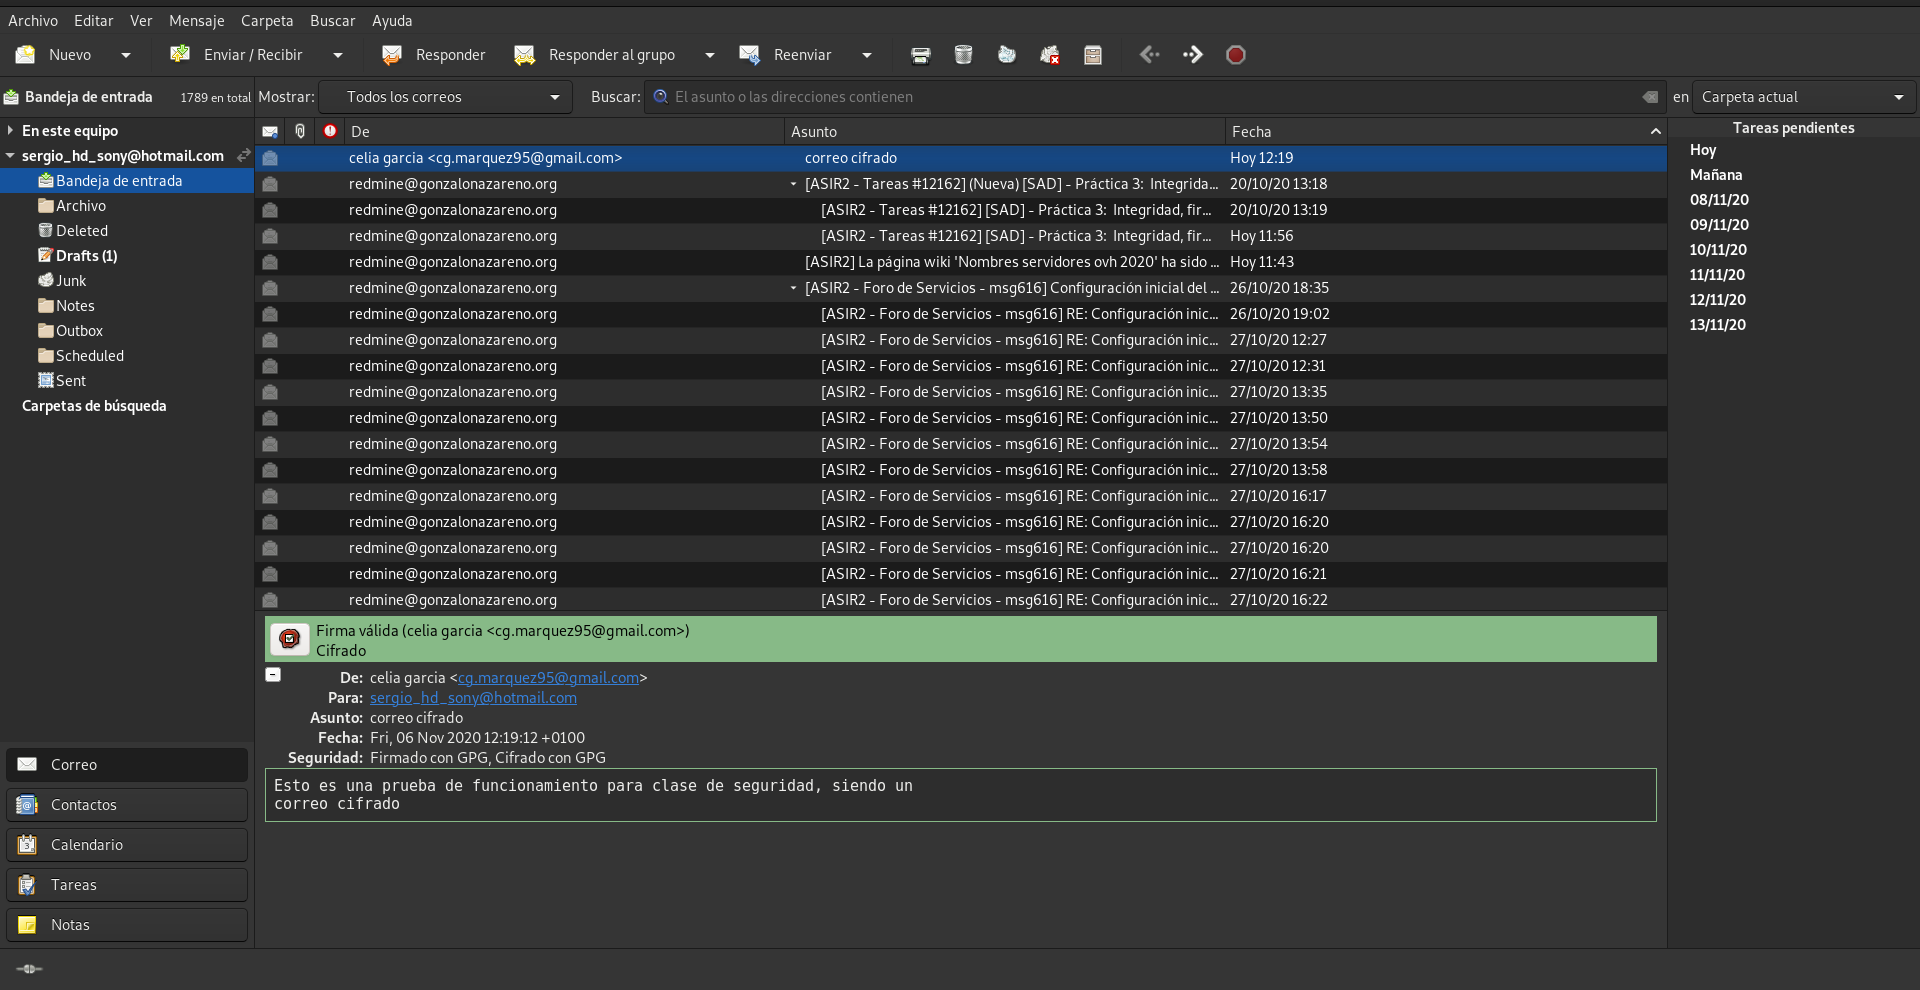 Archivo Editar Ver Mensaje Carpeta Buscar Ayuda
Nuevo Enviar / Recibir Responder Responder al grupo Reenviar
Bandeja de entrada 1789 en total Mostrar: Todos los correos Buscar: El asunto o las direcciones contienen en Carpeta actual
En este equipo
sergio_hd_sony@hotmail.com
Bandeja de entrada
Archivo
Deleted
Drafts (1)
Junk
Notes
Outbox
Scheduled
Sent
Carpetas de búsqueda
Correo
Contactos
Calendario
Tareas
Notas
De Asunto Fecha
celia garcia <cg.marquez95@gmail.com> correo cifrado Hoy 12:19
redmine@gonzalonazareno.org [ASIR2 - Tareas #12162] (Nueva) [SAD] - Práctica 3: Integrida... 20/10/20 13:18
redmine@gonzalonazareno.org [ASIR2 - Tareas #12162] [SAD] - Práctica 3: Integridad, fir... 20/10/20 13:19
redmine@gonzalonazareno.org [ASIR2 - Tareas #12162] [SAD] - Práctica 3: Integridad, fir... Hoy 11:56
redmine@gonzalonazareno.org [ASIR2] La página wiki 'Nombres servidores ovh 2020' ha sido ... Hoy 11:43
redmine@gonzalonazareno.org [ASIR2 - Foro de Servicios - msg616] Configuración inicial del ... 26/10/20 18:35
redmine@gonzalonazareno.org [ASIR2 - Foro de Servicios - msg616] RE: Configuración inic... 26/10/20 19:02
redmine@gonzalonazareno.org [ASIR2 - Foro de Servicios - msg616] RE: Configuración inic... 27/10/20 12:27
redmine@gonzalonazareno.org [ASIR2 - Foro de Servicios - msg616] RE: Configuración inic... 27/10/20 12:31
redmine@gonzalonazareno.org [ASIR2 - Foro de Servicios - msg616] RE: Configuración inic... 27/10/20 13:35
redmine@gonzalonazareno.org [ASIR2 - Foro de Servicios - msg616] RE: Configuración inic... 27/10/20 13:50
redmine@gonzalonazareno.org [ASIR2 - Foro de Servicios - msg616] RE: Configuración inic... 27/10/20 13:54
redmine@gonzalonazareno.org [ASIR2 - Foro de Servicios - msg616] RE: Configuración inic... 27/10/20 13:58
redmine@gonzalonazareno.org [ASIR2 - Foro de Servicios - msg616] RE: Configuración inic... 27/10/20 16:17
redmine@gonzalonazareno.org [ASIR2 - Foro de Servicios - msg616] RE: Configuración inic... 27/10/20 16:20
redmine@gonzalonazareno.org [ASIR2 - Foro de Servicios - msg616] RE: Configuración inic... 27/10/20 16:20
redmine@gonzalonazareno.org [ASIR2 - Foro de Servicios - msg616] RE: Configuración inic... 27/10/20 16:21
redmine@gonzalonazareno.org [ASIR2 - Foro de Servicios - msg616] RE: Configuración inic... 27/10/20 16:22
Firma válida (celia garcia <cg.marquez95@gmail.com>)
Cifrado
De: celia garcia <cg.marquez95@gmail.com>
Para: sergio_hd_sony@hotmail.com
Asunto: correo cifrado
Fecha: Fri, 06 Nov 2020 12:19:12 +0100
Seguridad: Firmado con GPG, Cifrado con GPG
Esto es una prueba de funcionamiento para clase de seguridad, siendo un
correo cifrado
Tareas pendientes
Hoy
Mañana
08/11/20
09/11/20
10/11/20
11/11/20
12/11/20
13/11/20